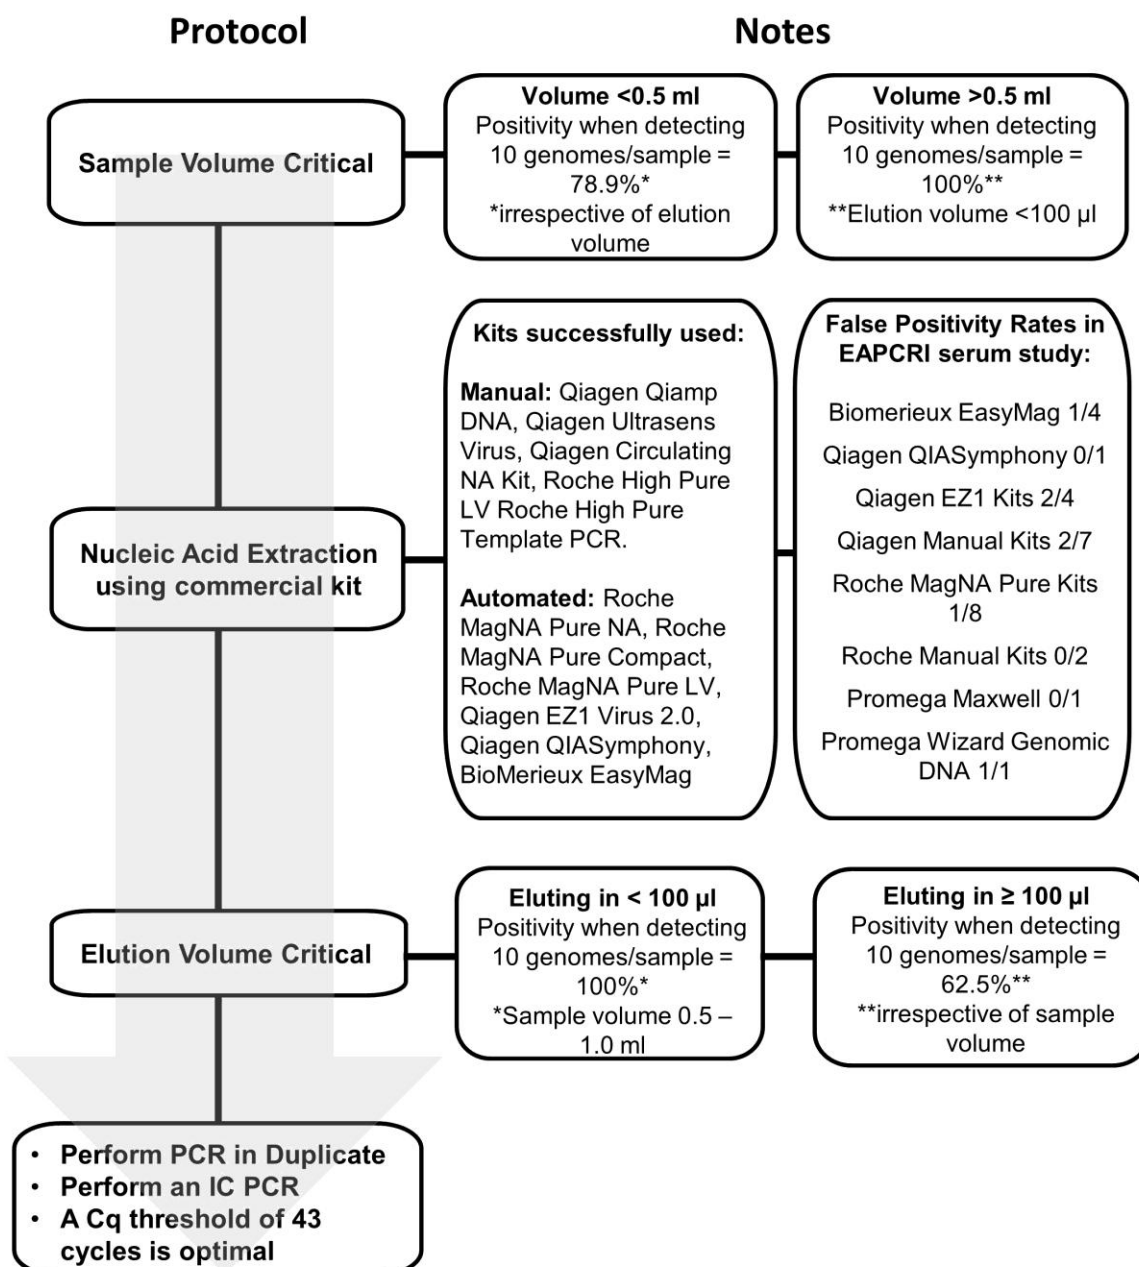 Protocol
Notes
Sample Volume Critical
Volume <0.5 ml
Positivity when detecting
10 genomes/sample =
78.9%*
*irrespective of elution
volume
Volume >0.5 ml
Positivity when detecting
10 genomes/sample =
100%**
**Elution volume <100 µl
Nucleic Acid Extraction
using commercial kit
Kits successfully used:
Manual: Qiagen Qiamp
DNA, Qiagen Ultrasens
Virus, Qiagen Circulating
NA Kit, Roche High Pure
LV Roche High Pure
Template PCR.
Automated: Roche
MagNA Pure NA, Roche
MagNA Pure Compact,
Roche MagNA Pure LV,
Qiagen EZ1 Virus 2.0,
Qiagen QIASymphony,
BioMerieux EasyMag
False Positivity Rates in
EAPCRI serum study:
Biomerieux EasyMag 1/4
Qiagen QIASymphony 0/1
Qiagen EZ1 Kits 2/4
Qiagen Manual Kits 2/7
Roche MagNA Pure Kits
1/8
Roche Manual Kits 0/2
Promega Maxwell 0/1
Promega Wizard Genomic
DNA 1/1
Elution Volume Critical
Eluting in < 100 µl
Positivity when detecting
10 genomes/sample =
100%*
*Sample volume 0.5 –
1.0 ml
Eluting in ≥ 100 µl
Positivity when detecting
10 genomes/sample =
62.5%**
**irrespective of sample
volume
• Perform PCR in Duplicate
• Perform an IC PCR
• A Cq threshold of 43
cycles is optimal